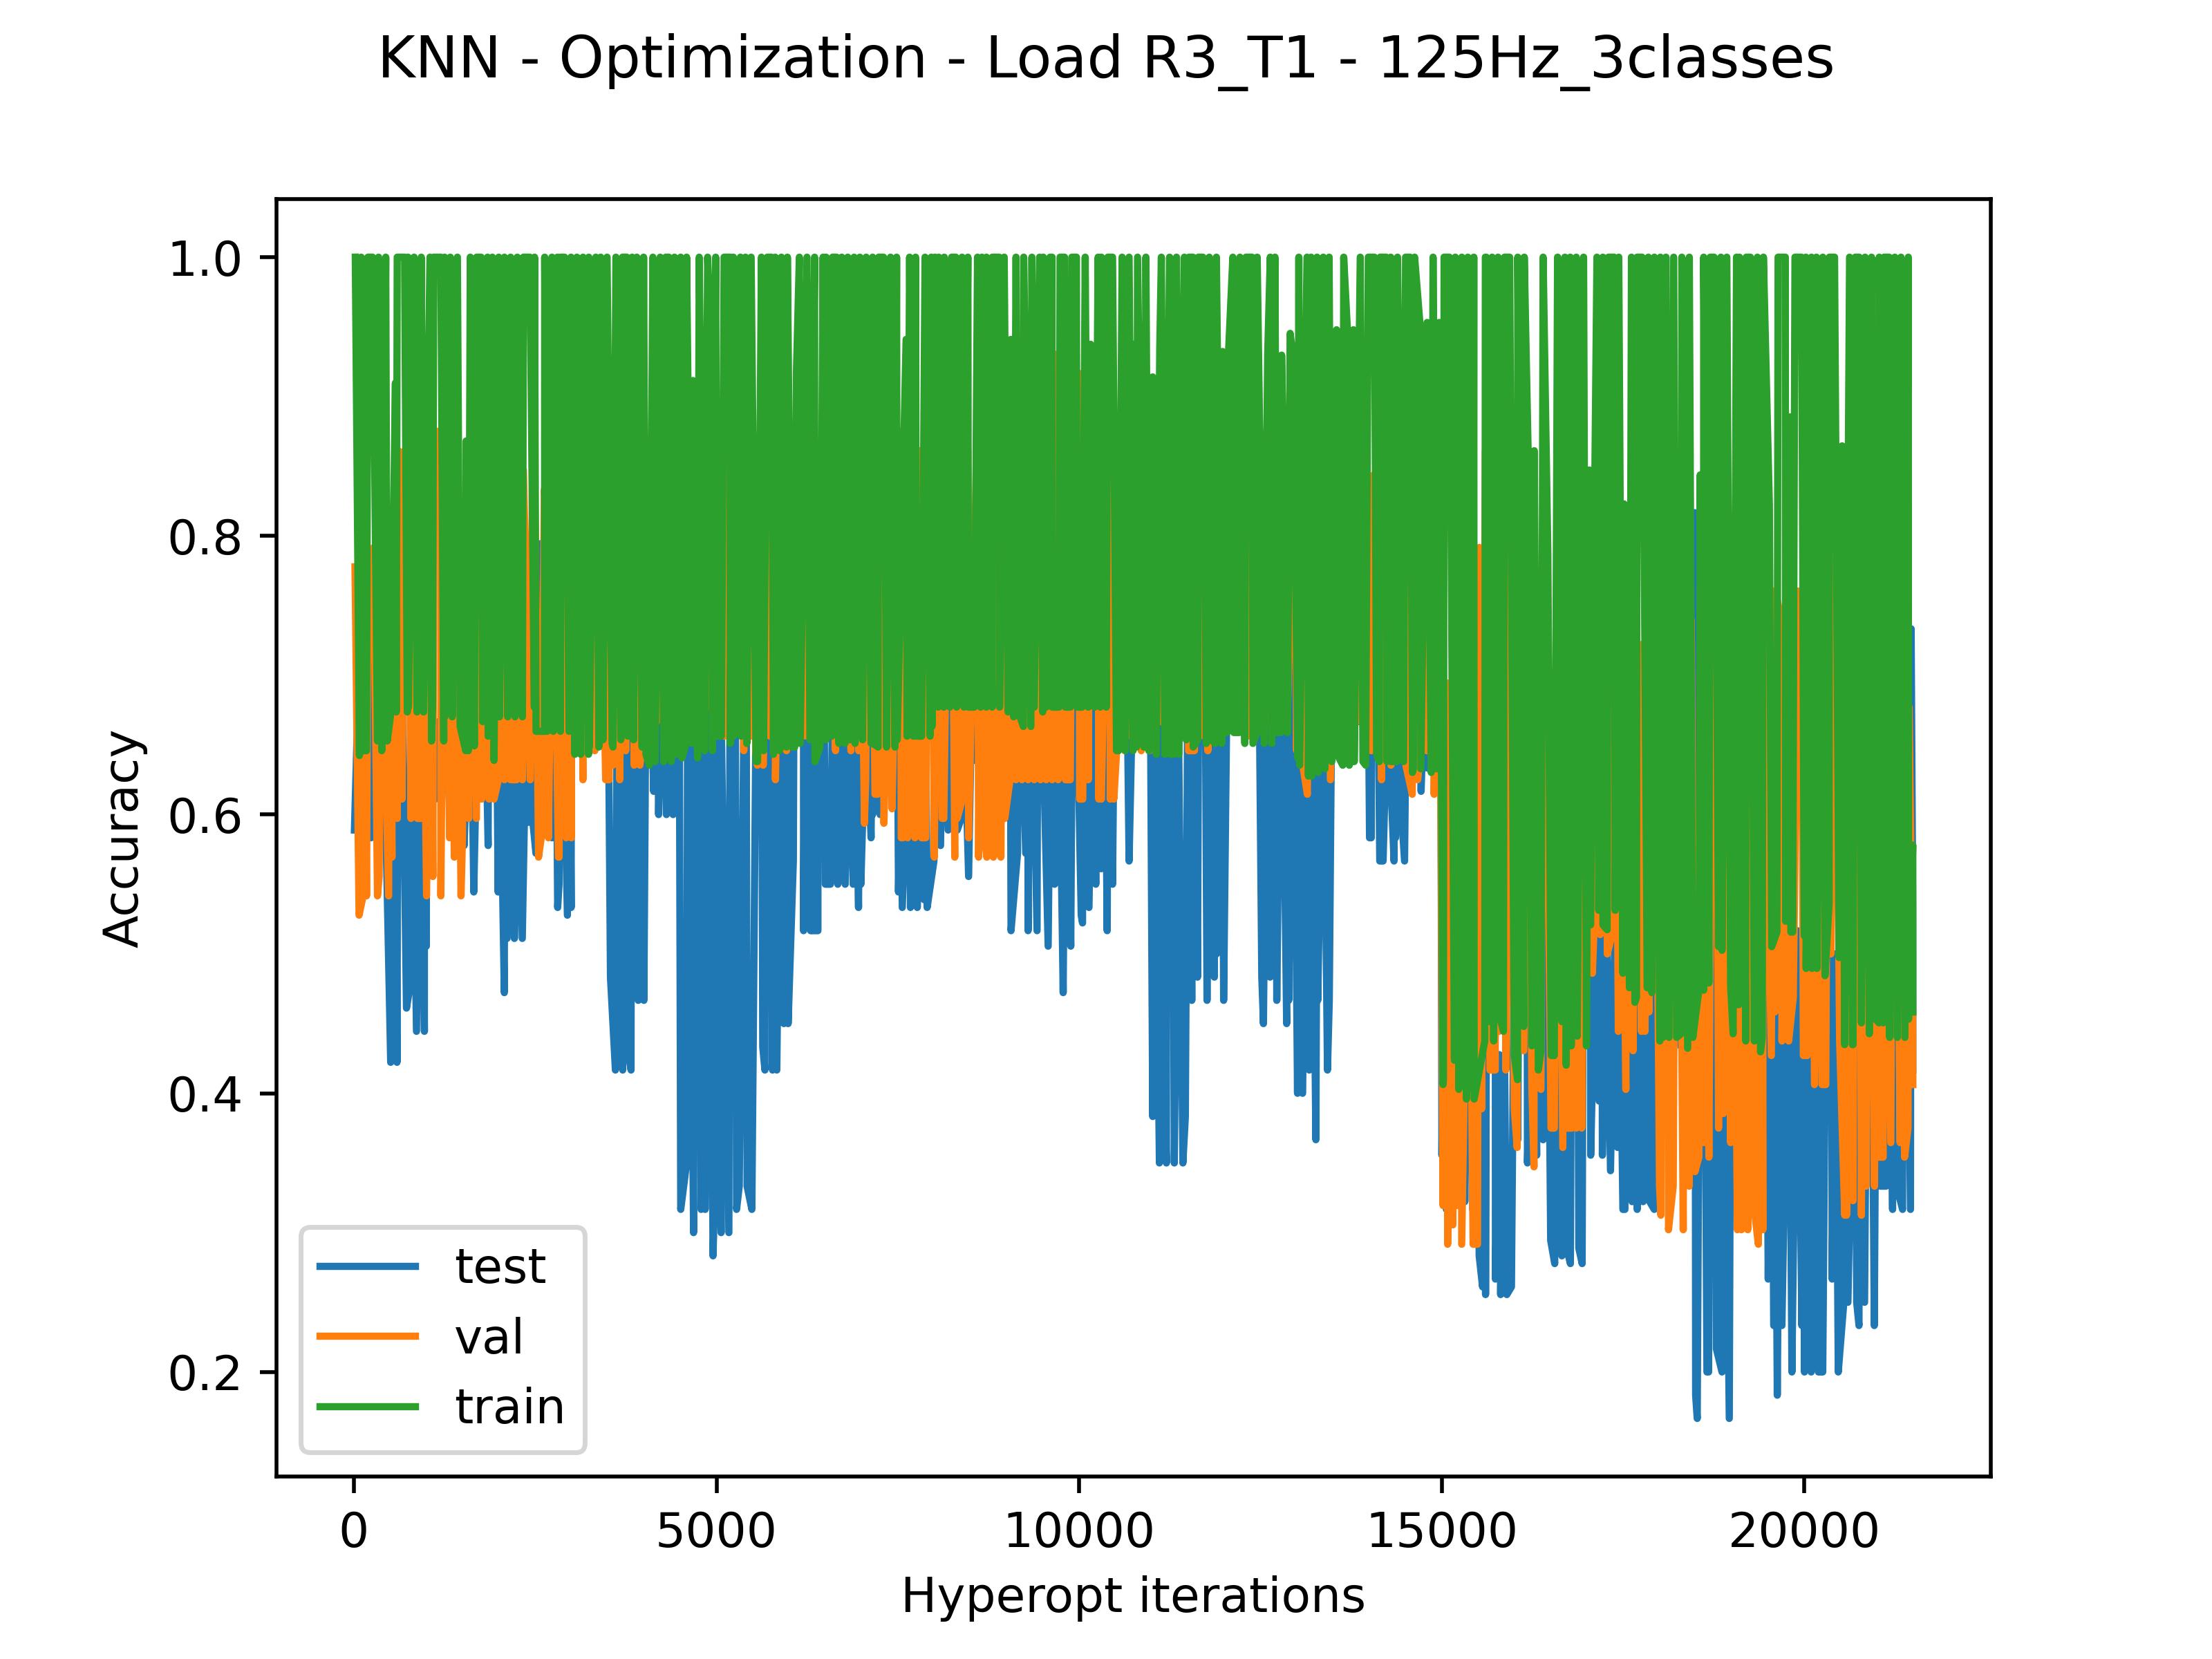 KNN - Optimization - Load R3_T1 - 125Hz_3classes
1.0
0.8
0.6
0.4
0.2
Accuracy
test
val
train
0 5000 10000 15000 20000
Hyperopt iterations